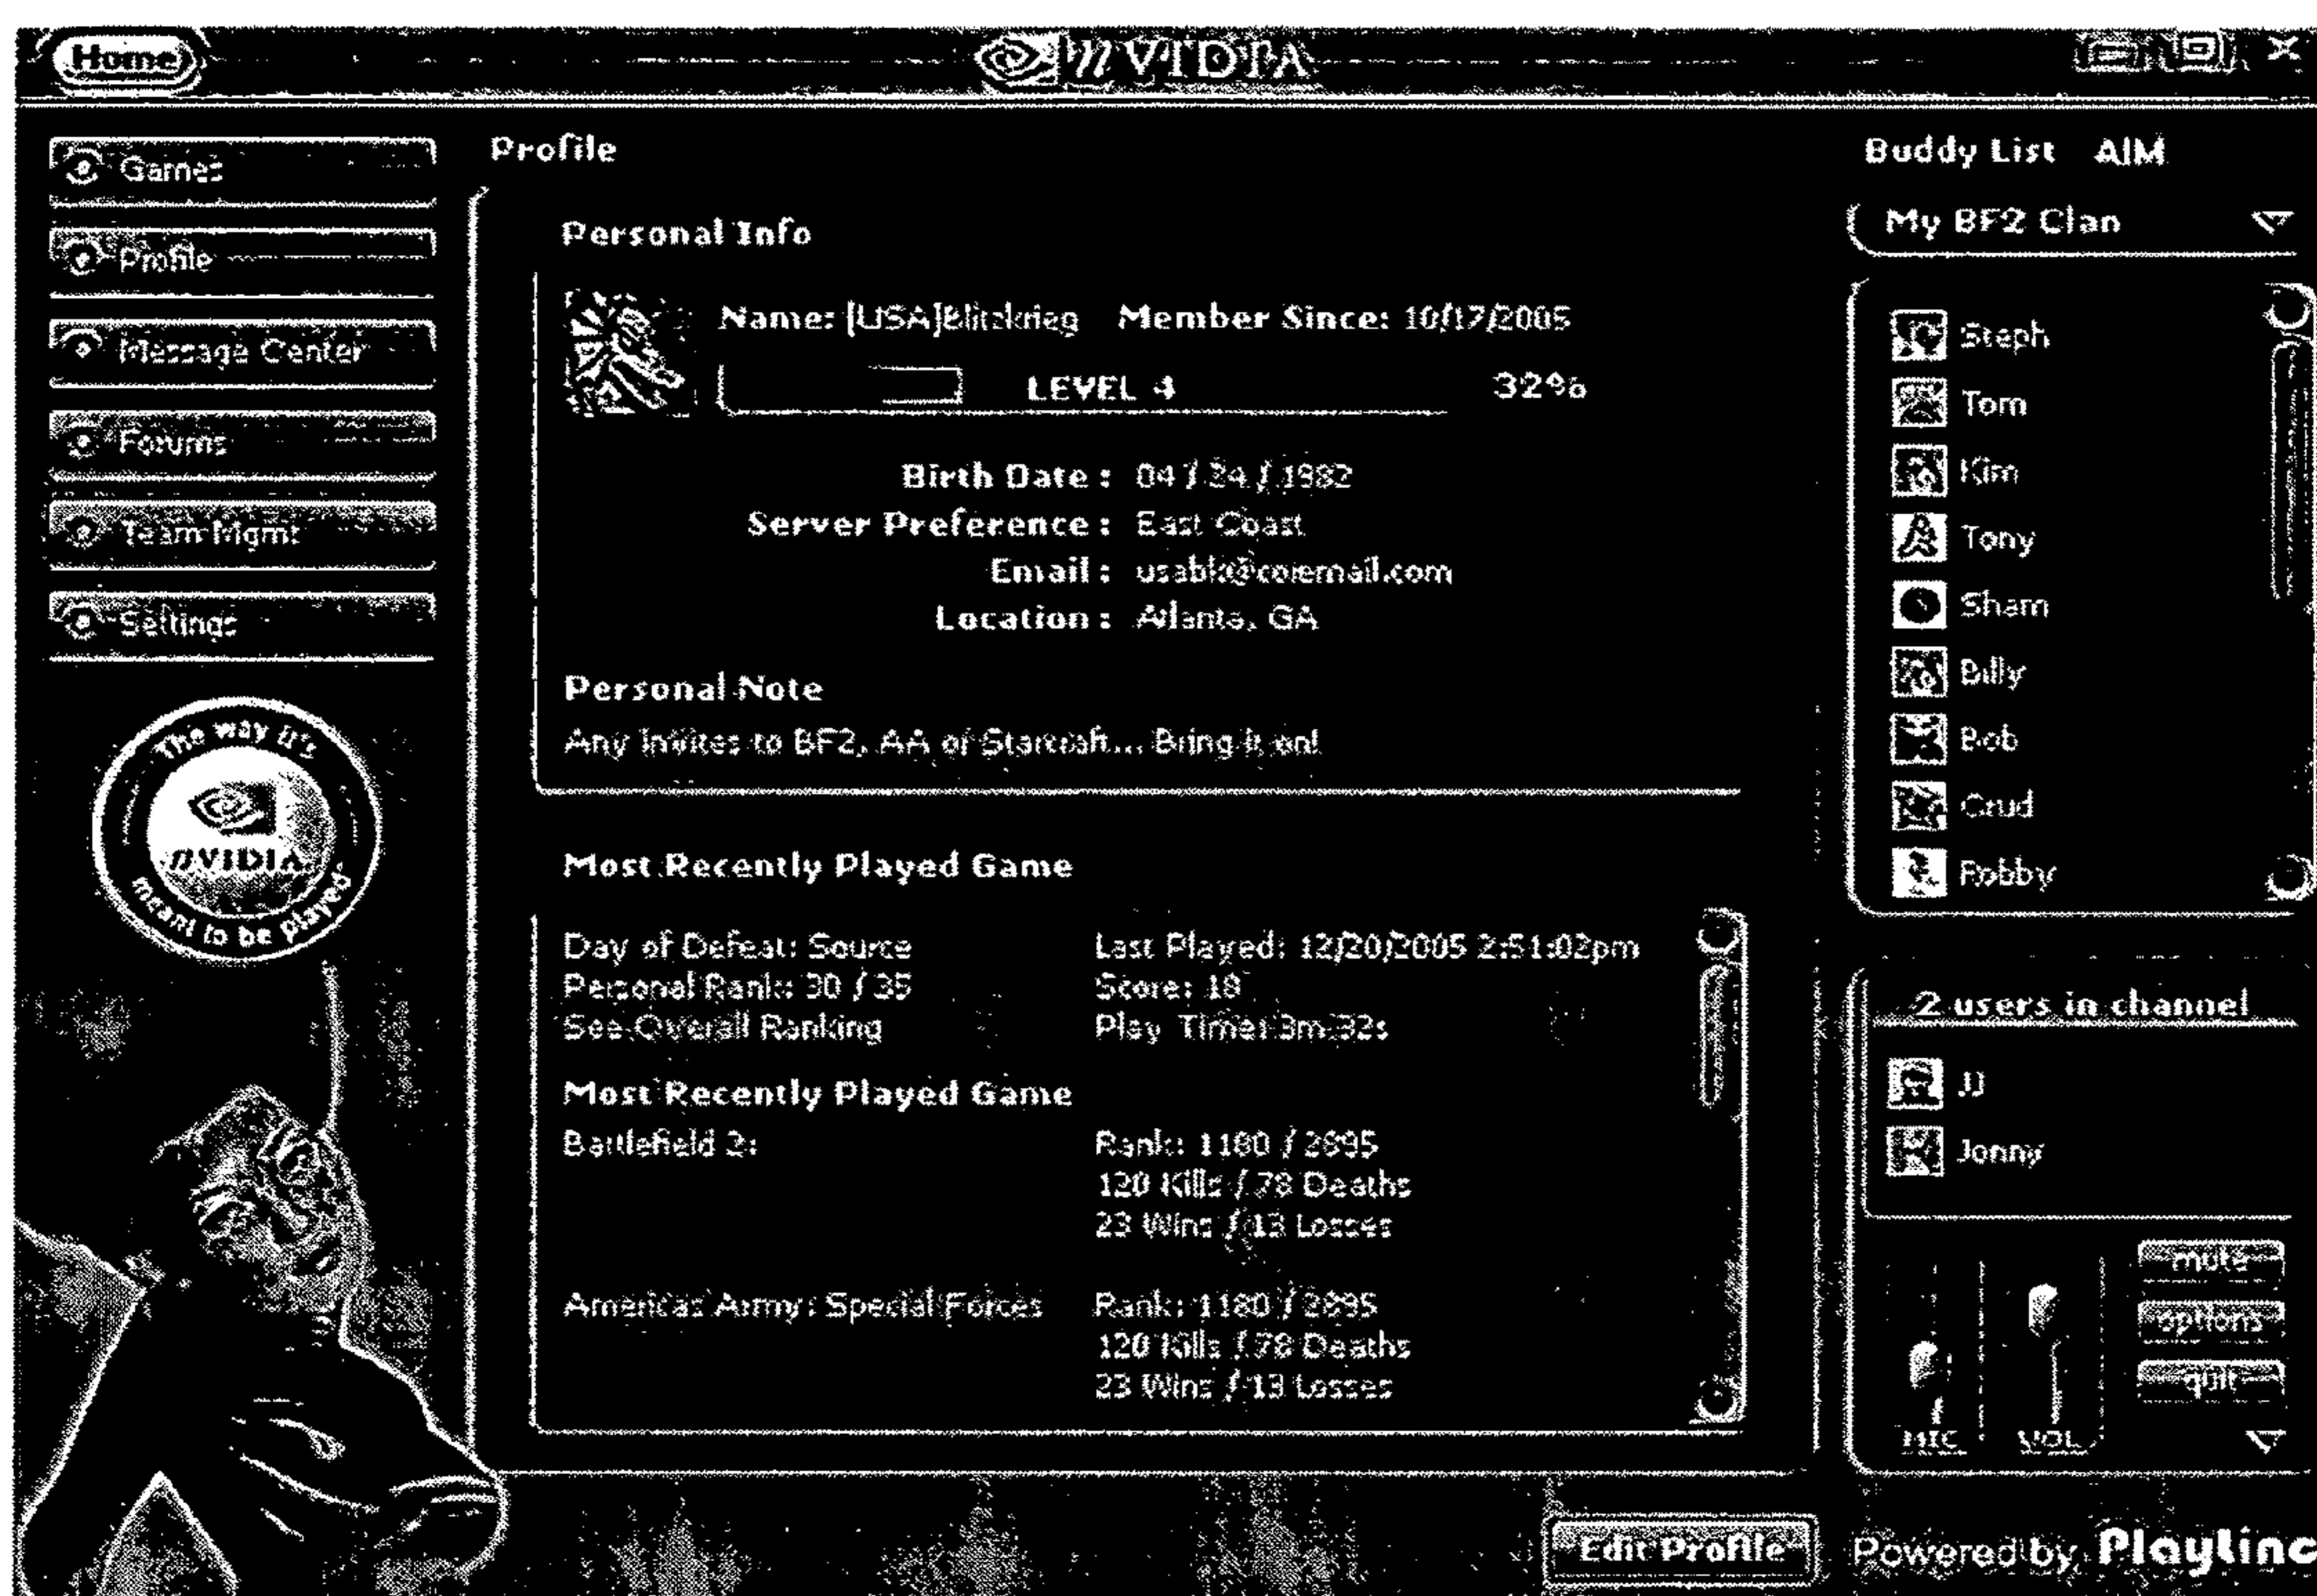 Home
nVIDIA
Games
Profile
Message Center
Forums
Team Mgmt
Settings
The way it's
nVIDIA
meant to be played
Profile
Personal Info
Name: [USA]Blitzkrieg Member Since: 10/17/2005
LEVEL 4 32%
Birth Date : 04 / 24 / 1982
Server Preference : East Coast
Email :
Location : Atlanta, GA
Personal Note
Any Invites to BF2, AA or Starcraft... Bring it on!
Most Recently Played Game
Day of Defeat: Source Last Played: 12/20/2005 2:51:02pm
Personal Rank: 30 / 35 Score: 18
See Overall Ranking Play Time: 3m 32s
Most Recently Played Game
Battlefield 2: Rank: 1180 / 2895
120 Kills / 78 Deaths
23 Wins / 13 Losses
Americas Army: Special Forces Rank: 1180 / 2895
120 Kills / 78 Deaths
23 Wins / 13 Losses
Edit Profile
Buddy List AIM
My BF2 Clan
Steph
Tom
Kim
Tony
Sham
Billy
Bob
Crud
Robby
2 users in channel
JJ
Jonny
mute
options
quit
MIC VOL
Powered by PlayLinc